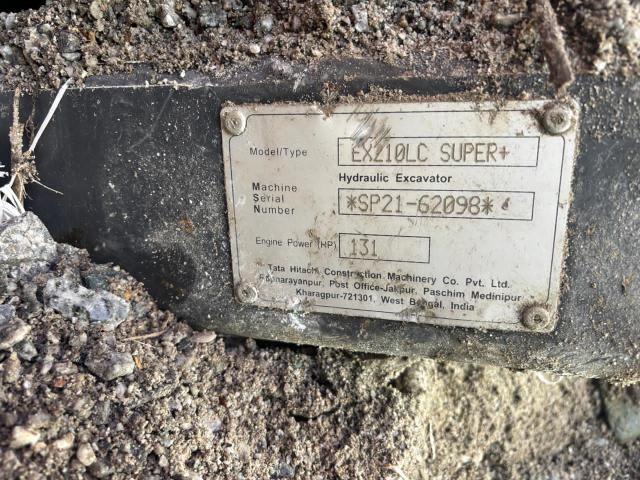 Model/Type EX210LC SUPER+
Hydraulic Excavator
Machine
Serial *SP21-62098*
Number
Engine Power (HP) 131
Tata Hitachi Construction Machinery Co. Pvt. Ltd.
Rupnarayanpur, Post Office-Jakpur, Paschim Medinipur
Kharagpur-721301, West Bengal, India